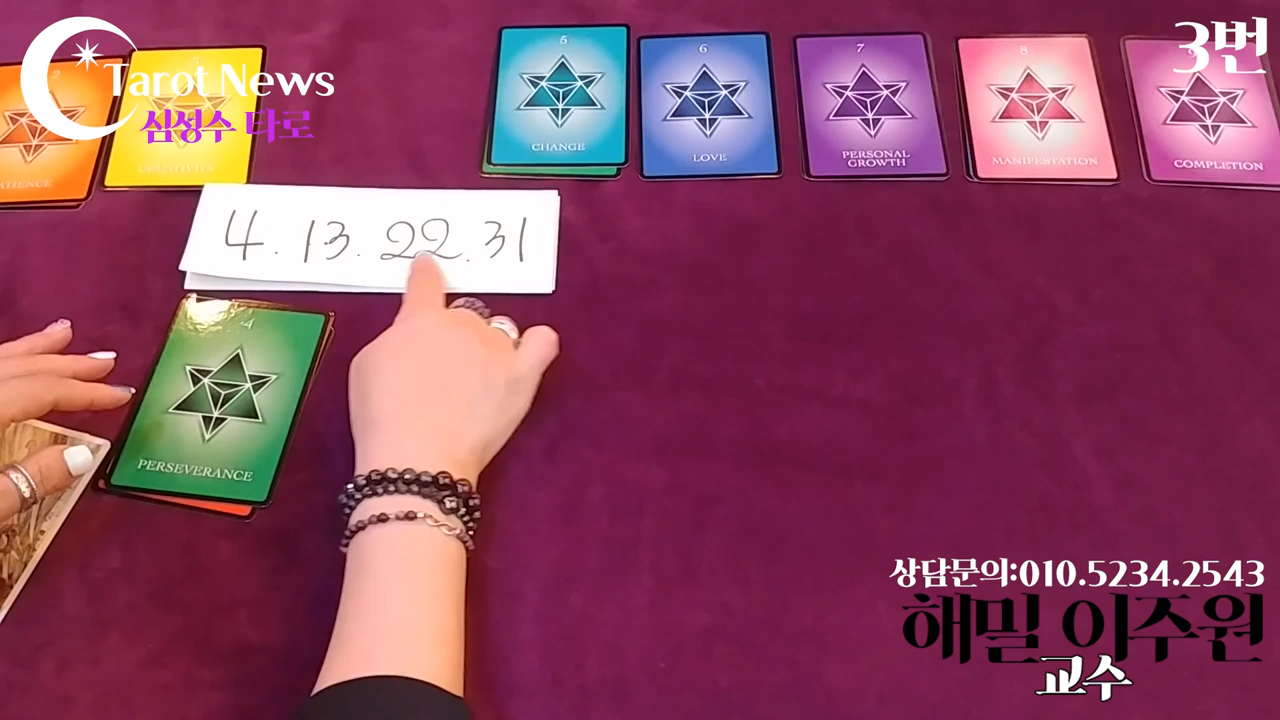 Tarot News
심성수 타로
3번
5
CHANGE
6
LOVE
7
PERSONAL
GROWTH
8
MANIFESTATION
COMPLETION
CREATIVITY
4.13.22.31
4
PERSEVERANCE
상담문의:010.5234.2543
해밀 이주원
교수